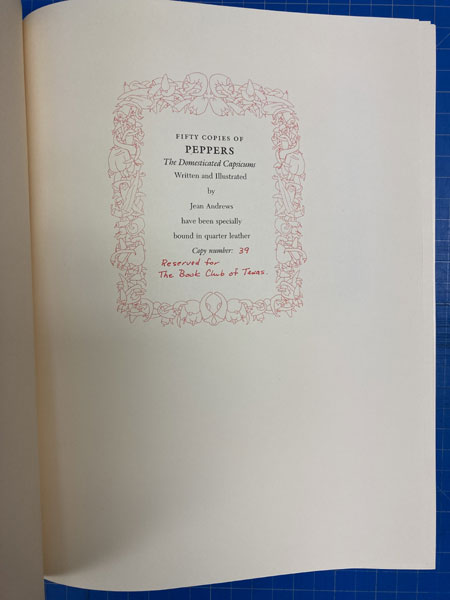 FIFTY COPIES OF
PEPPERS
The Domesticated Capsicums
Written and Illustrated
by
Jean Andrews
have been specially
bound in quarter leather
Copy number: 39
Reserved for
The Book Club of Texas.